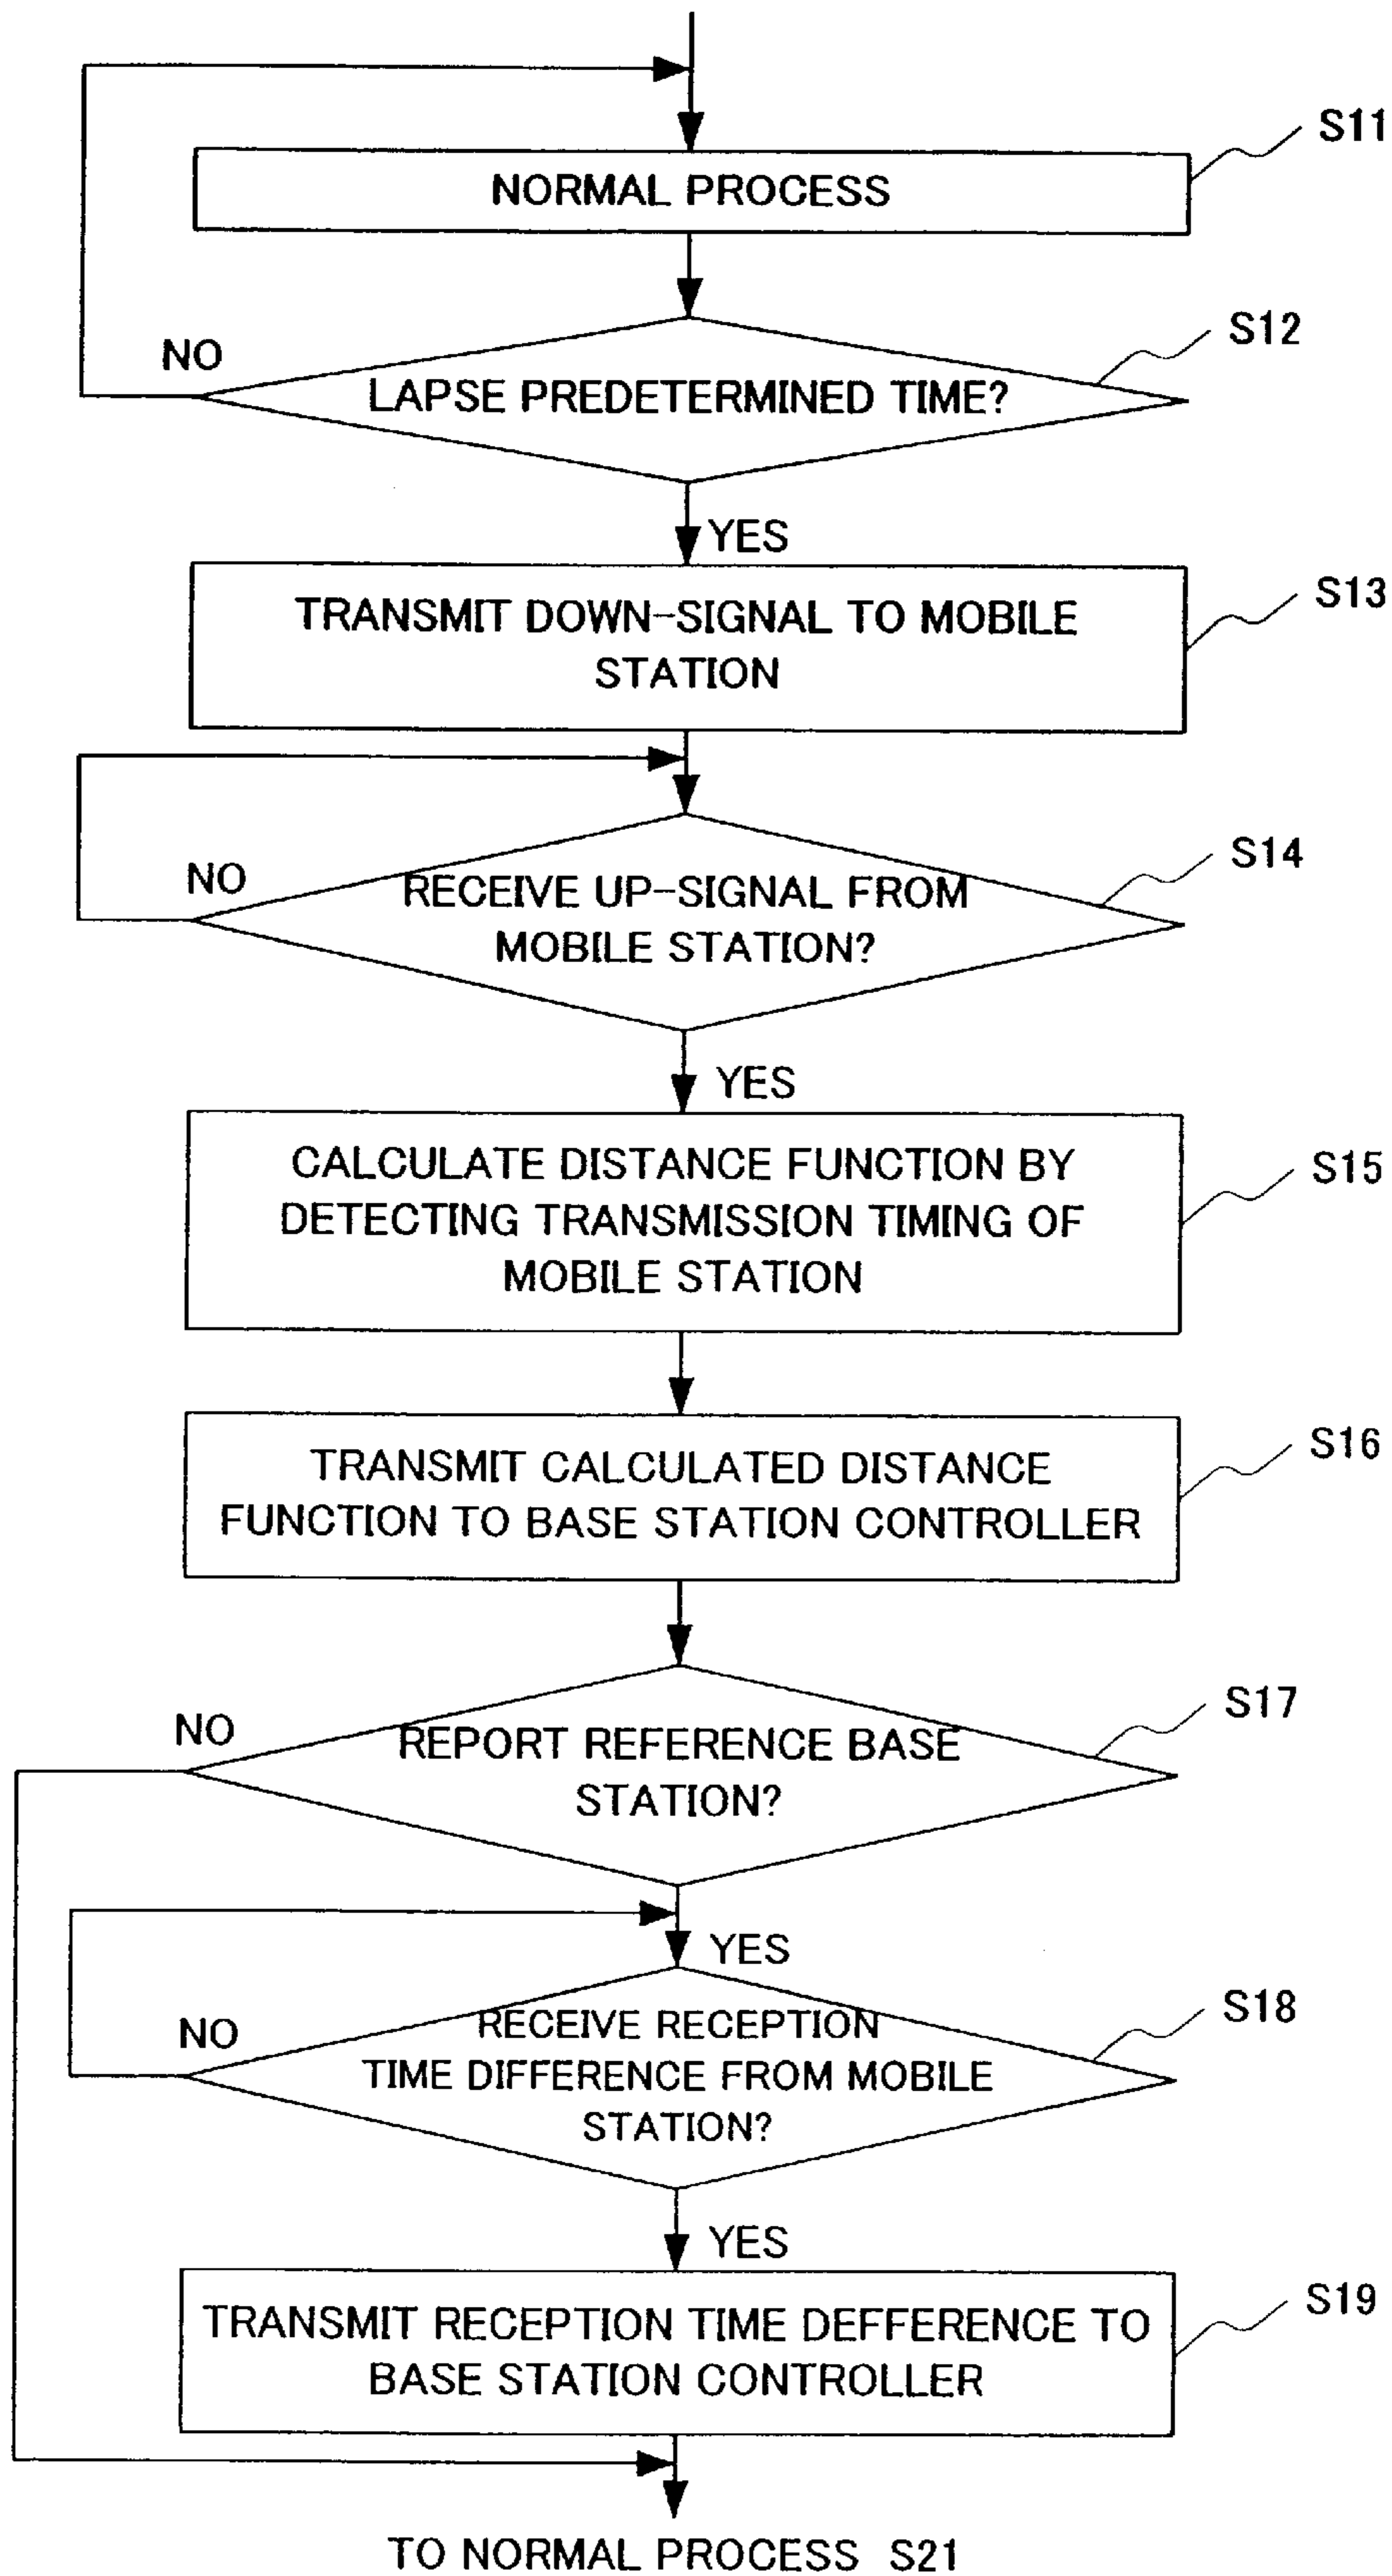 S11
NORMAL PROCESS
S12
NO
LAPSE PREDETERMINED TIME?
YES
S13
TRANSMIT DOWN-SIGNAL TO MOBILE
STATION
S14
NO
RECEIVE UP-SIGNAL FROM
MOBILE STATION?
YES
S15
CALCULATE DISTANCE FUNCTION BY
DETECTING TRANSMISSION TIMING OF
MOBILE STATION
S16
TRANSMIT CALCULATED DISTANCE
FUNCTION TO BASE STATION CONTROLLER
S17
NO
REPORT REFERENCE BASE
STATION?
YES
S18
NO
RECEIVE RECEPTION
TIME DIFFERENCE FROM MOBILE
STATION?
YES
S19
TRANSMIT RECEPTION TIME DEFFERENCE TO
BASE STATION CONTROLLER
TO NORMAL PROCESS S21